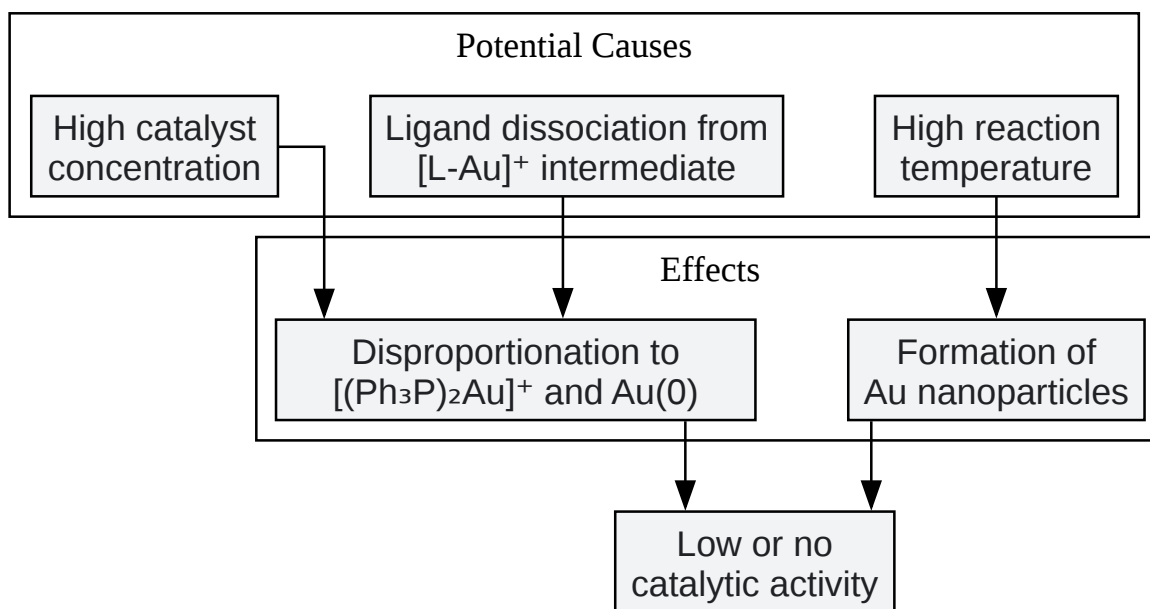 Potential Causes
High catalyst
concentration
Ligand dissociation from
[L-Au]⁺ intermediate
High reaction
temperature
Effects
Disproportionation to
[(Ph₃P)₂Au]⁺ and Au(0)
Formation of
Au nanoparticles
Low or no
catalytic activity